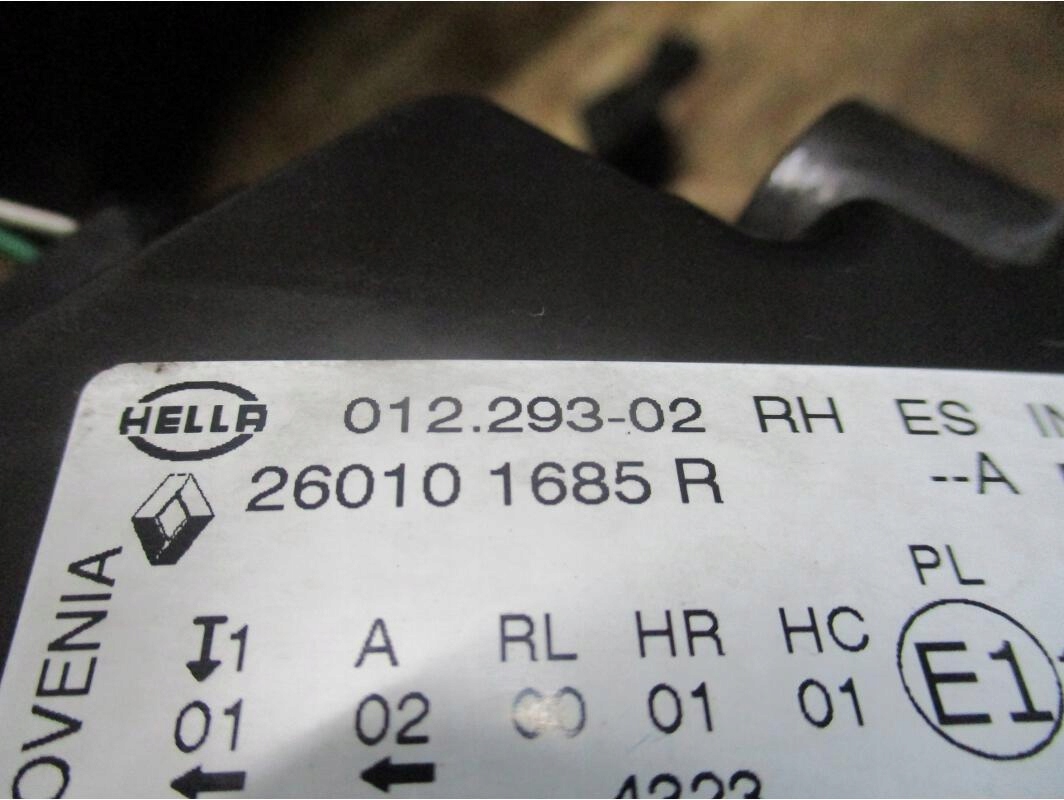 HELLA 012.293-02 RH ES
26010 1685 R --A
PL
I1 A RL HR HC E1
01 02 00 01 01
OVENIA